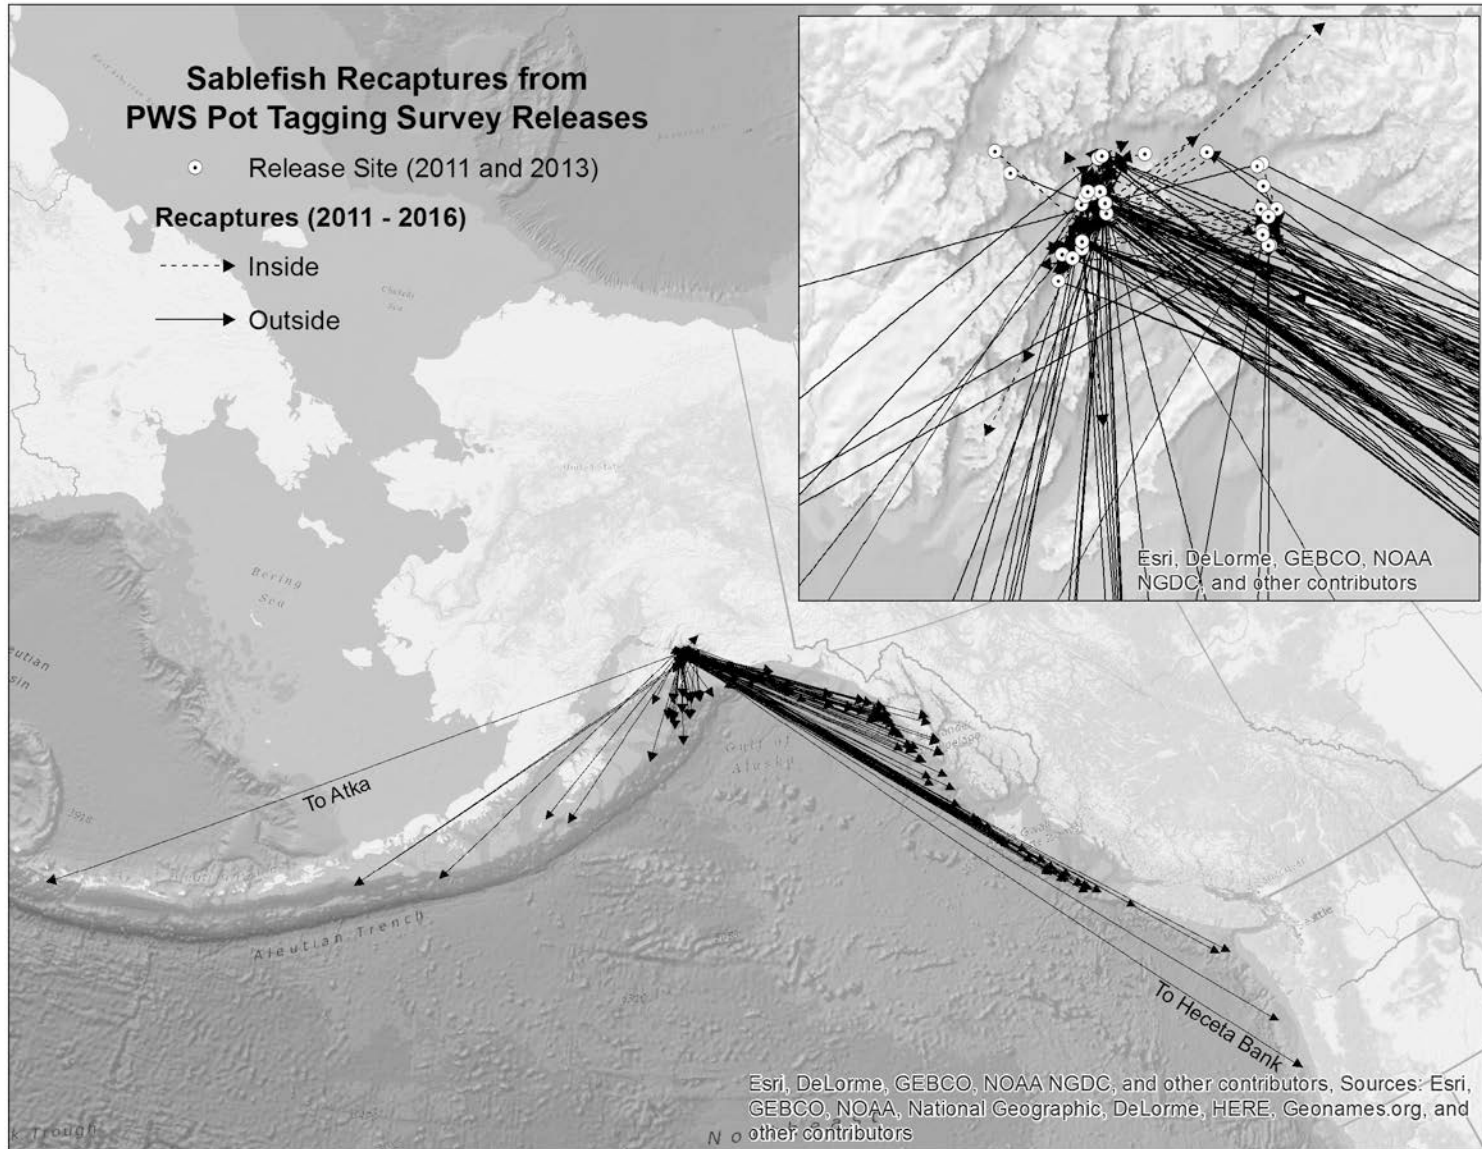 Sablefish Recaptures from
PWS Pot Tagging Survey Releases
Release Site (2011 and 2013)
Recaptures (2011 - 2016)
Inside
Outside
Esri, DeLorme, GEBCO, NOAA
NGDC, and other contributors
Bering
Sea
Gulf of
Alaska
To Atka
Aleutian Trench
To Heceta Bank
Esri, DeLorme, GEBCO, NOAA NGDC, and other contributors, Sources: Esri,
GEBCO, NOAA, National Geographic, DeLorme, HERE, Geonames.org, and
other contributors
k Trough